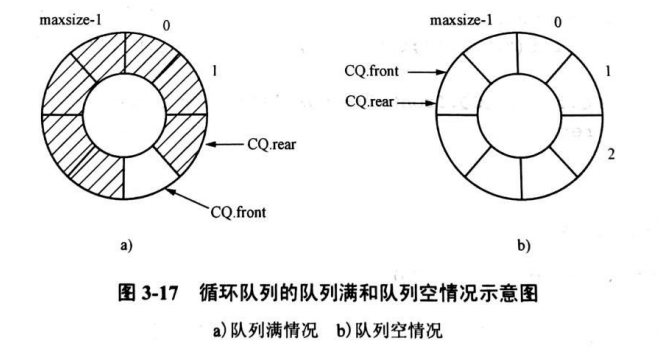 maxsize-1 0
1
CQ.rear
CQ.front
a)
maxsize-1 0
CQ.front
1
CQ.rear
2
b)
图 3-17 循环队列的队列满和队列空情况示意图
a)队列满情况 b)队列空情况